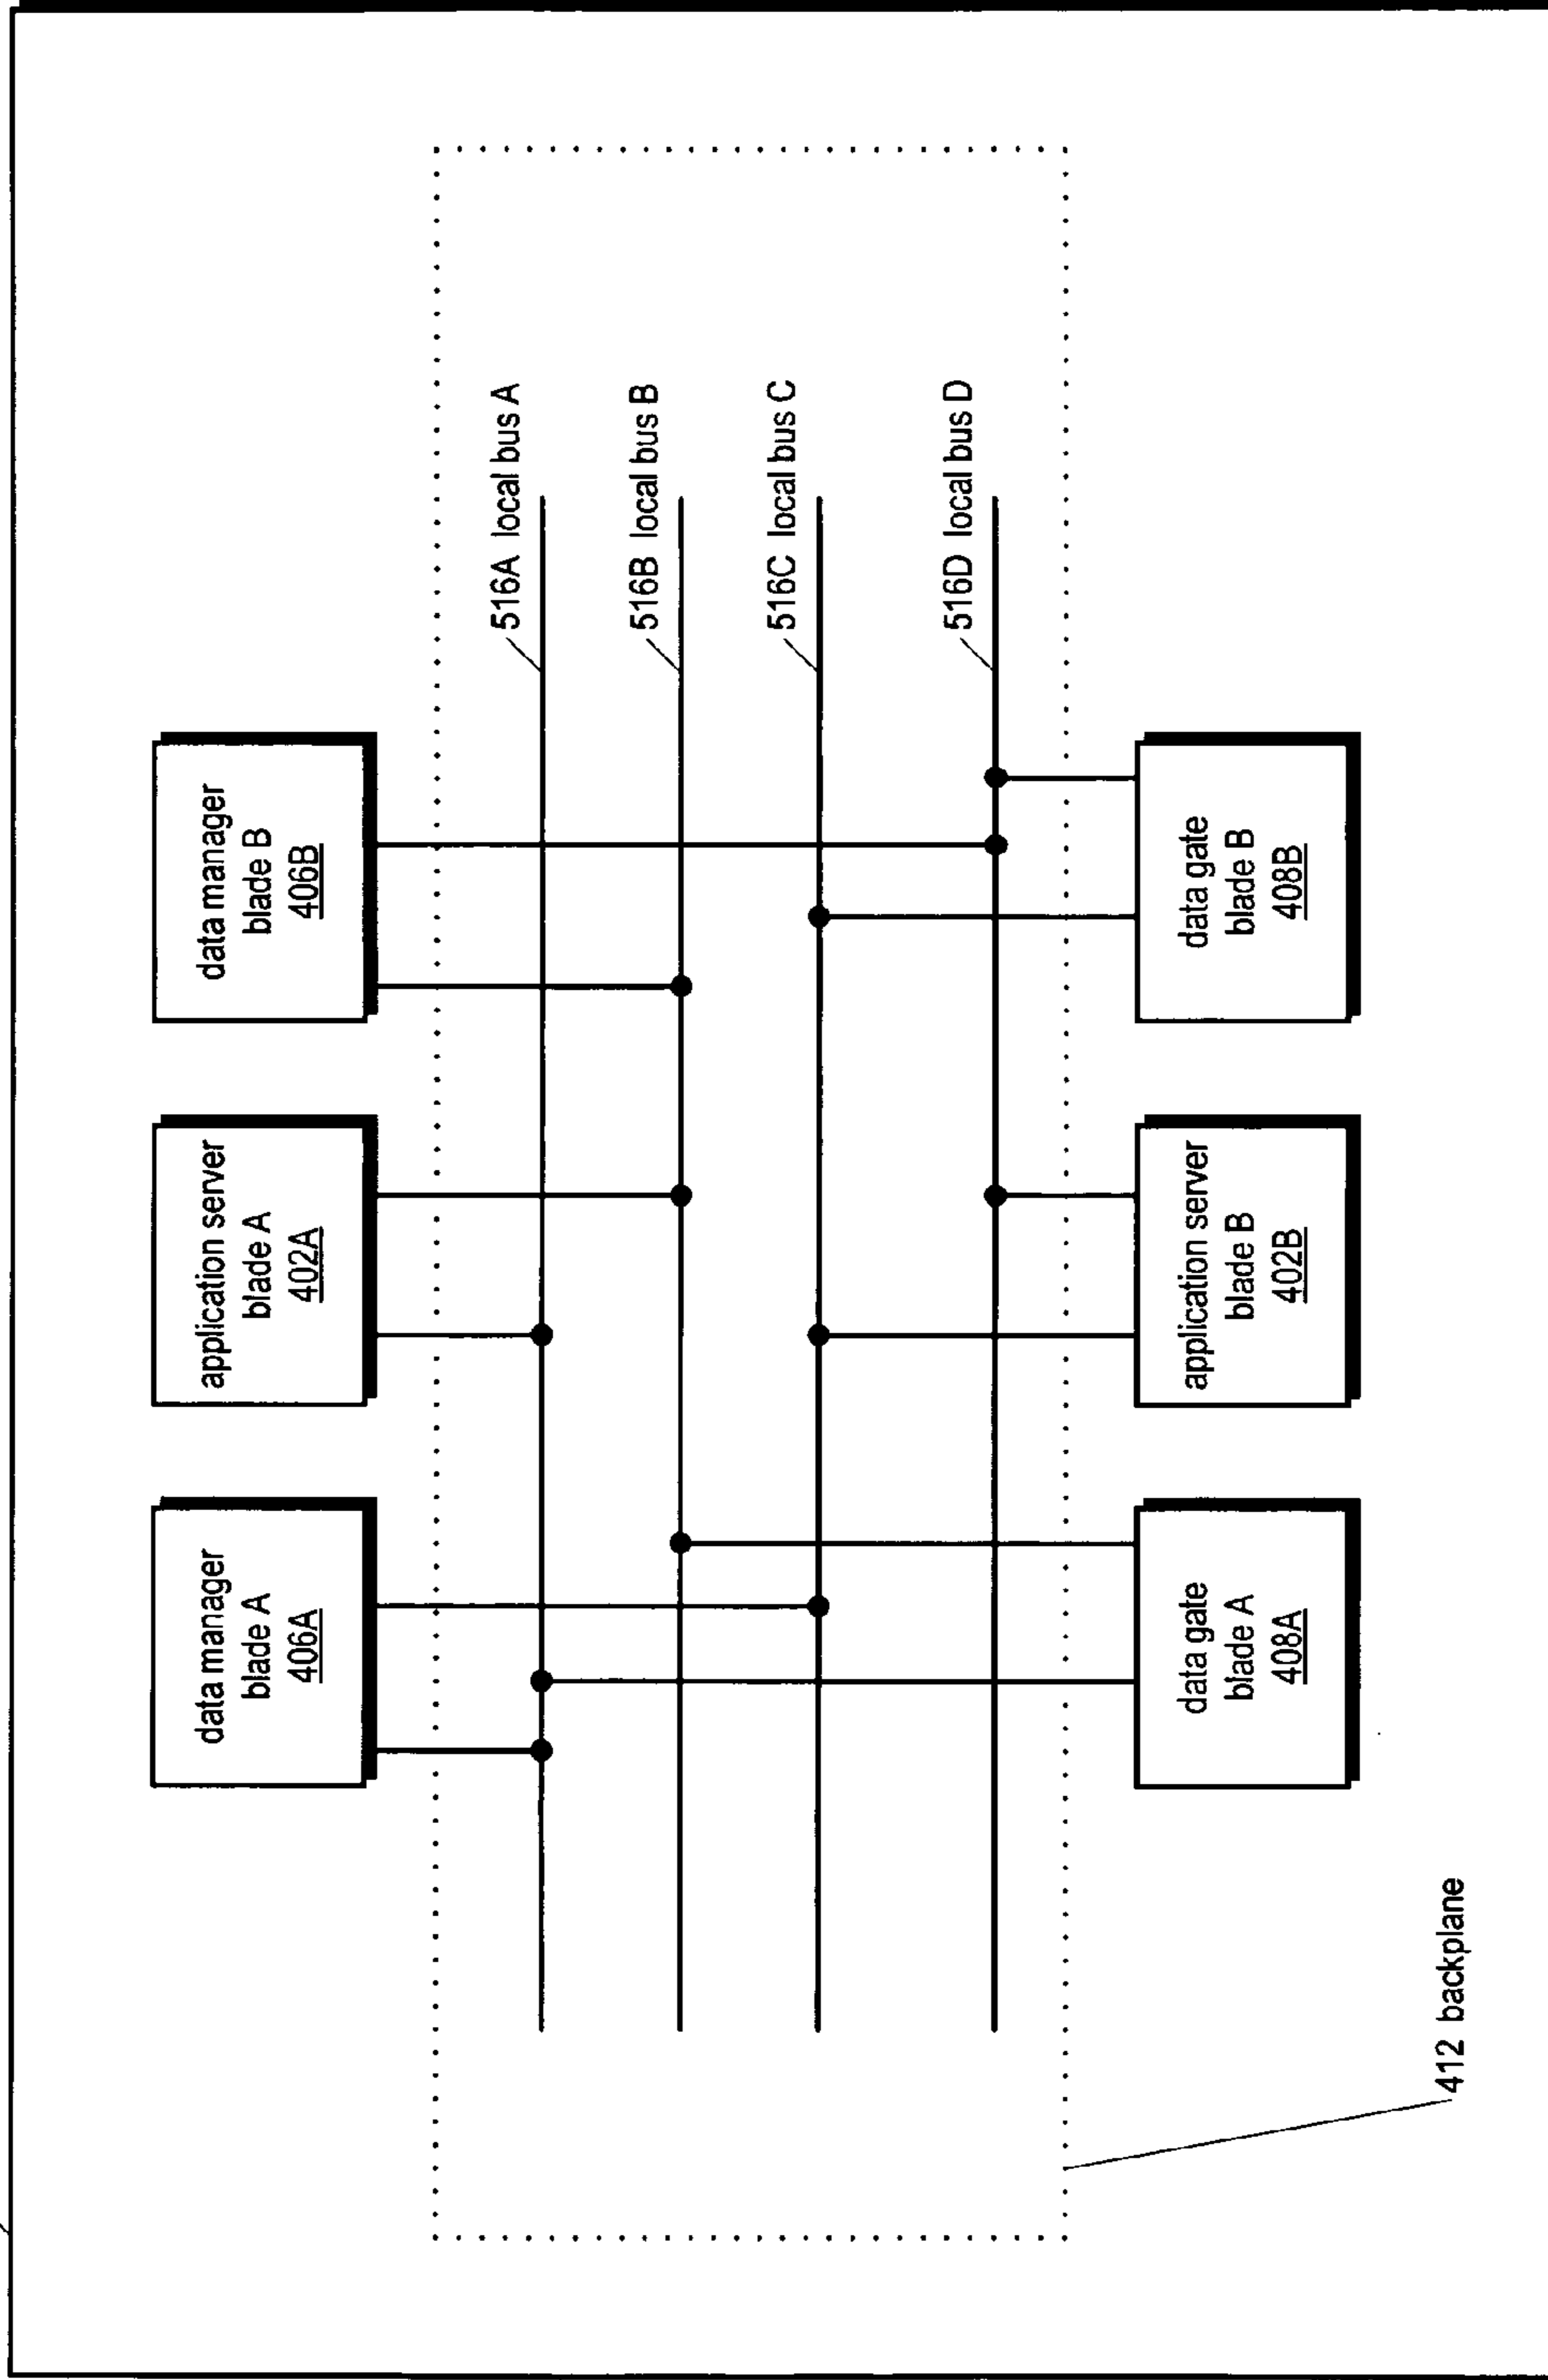 data manager
blade A
406A
application server
blade A
402A
data manager
blade B
406B
516A local bus A
516B local bus B
516C local bus C
516D local bus D
data gate
blade A
408A
application server
blade B
402B
data gate
blade B
408B
412 backplane